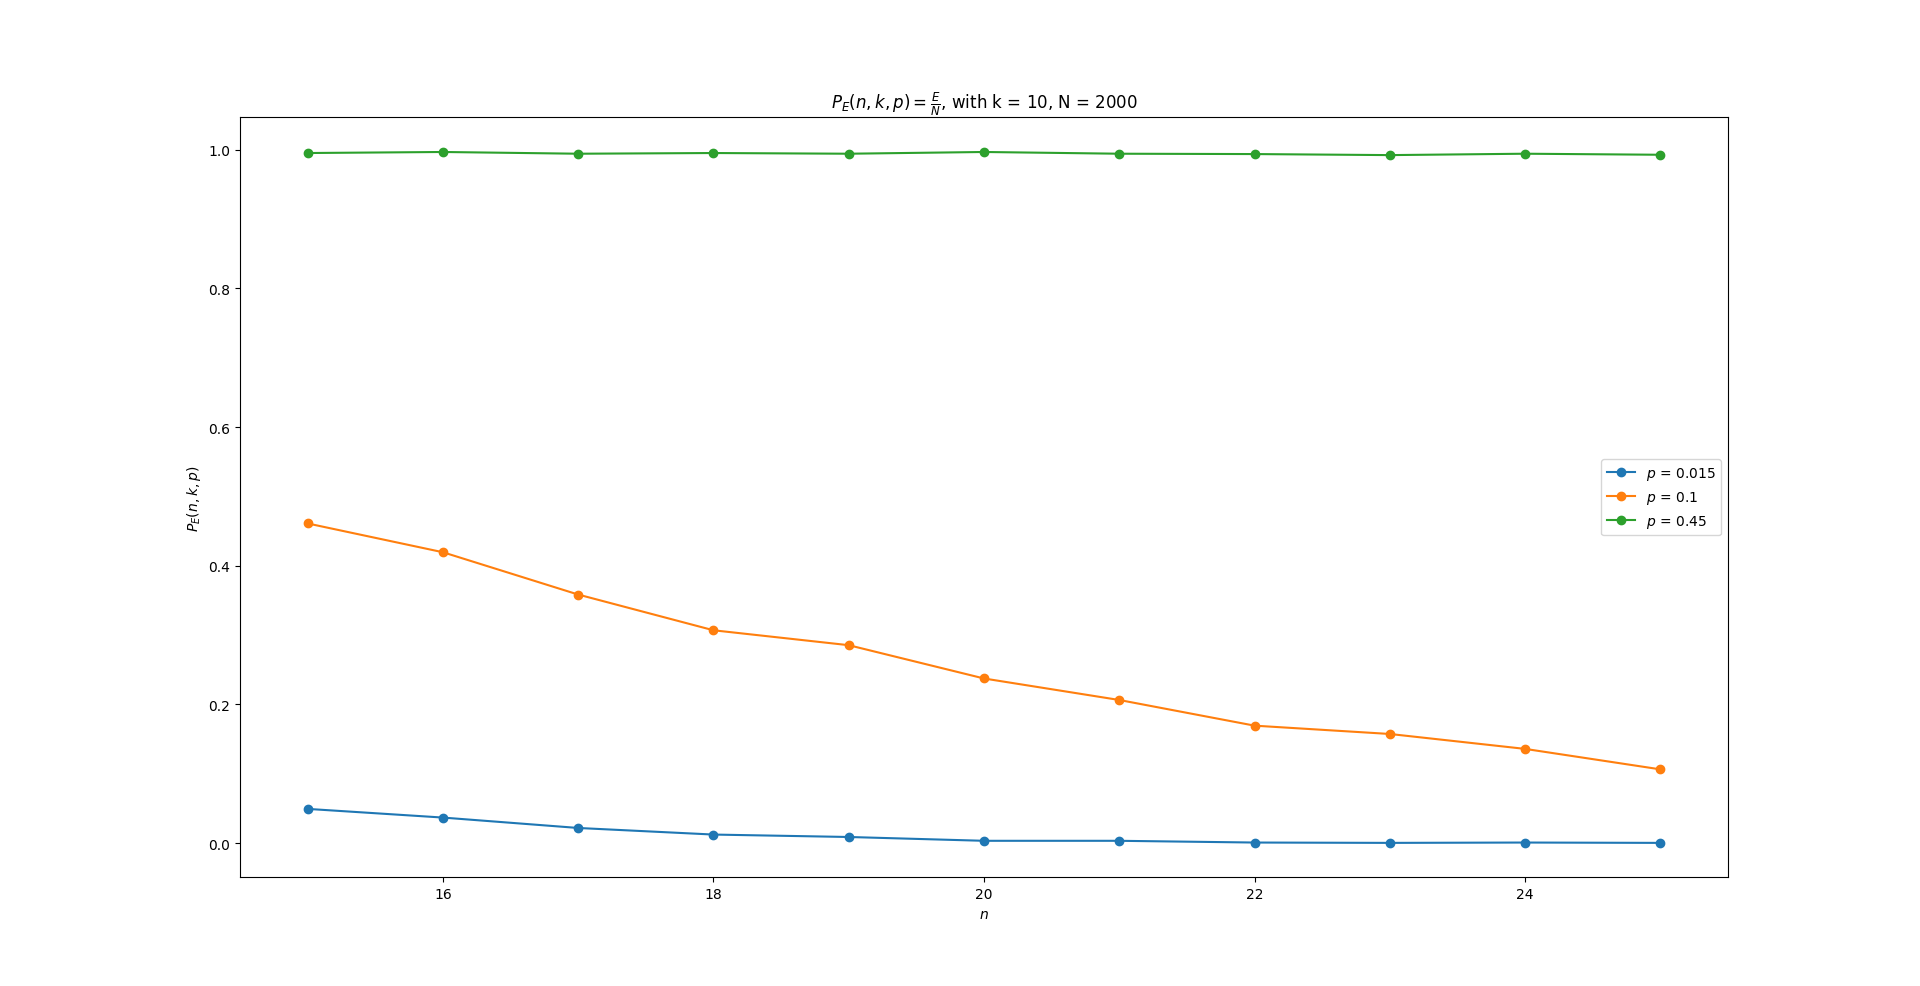 P_E(n, k, p) = E/N, with k = 10, N = 2000
1.0
0.8
0.6
0.4
0.2
0.0
P_E(n, k, p)
p = 0.015
p = 0.1
p = 0.45
16 18 20 22 24
n